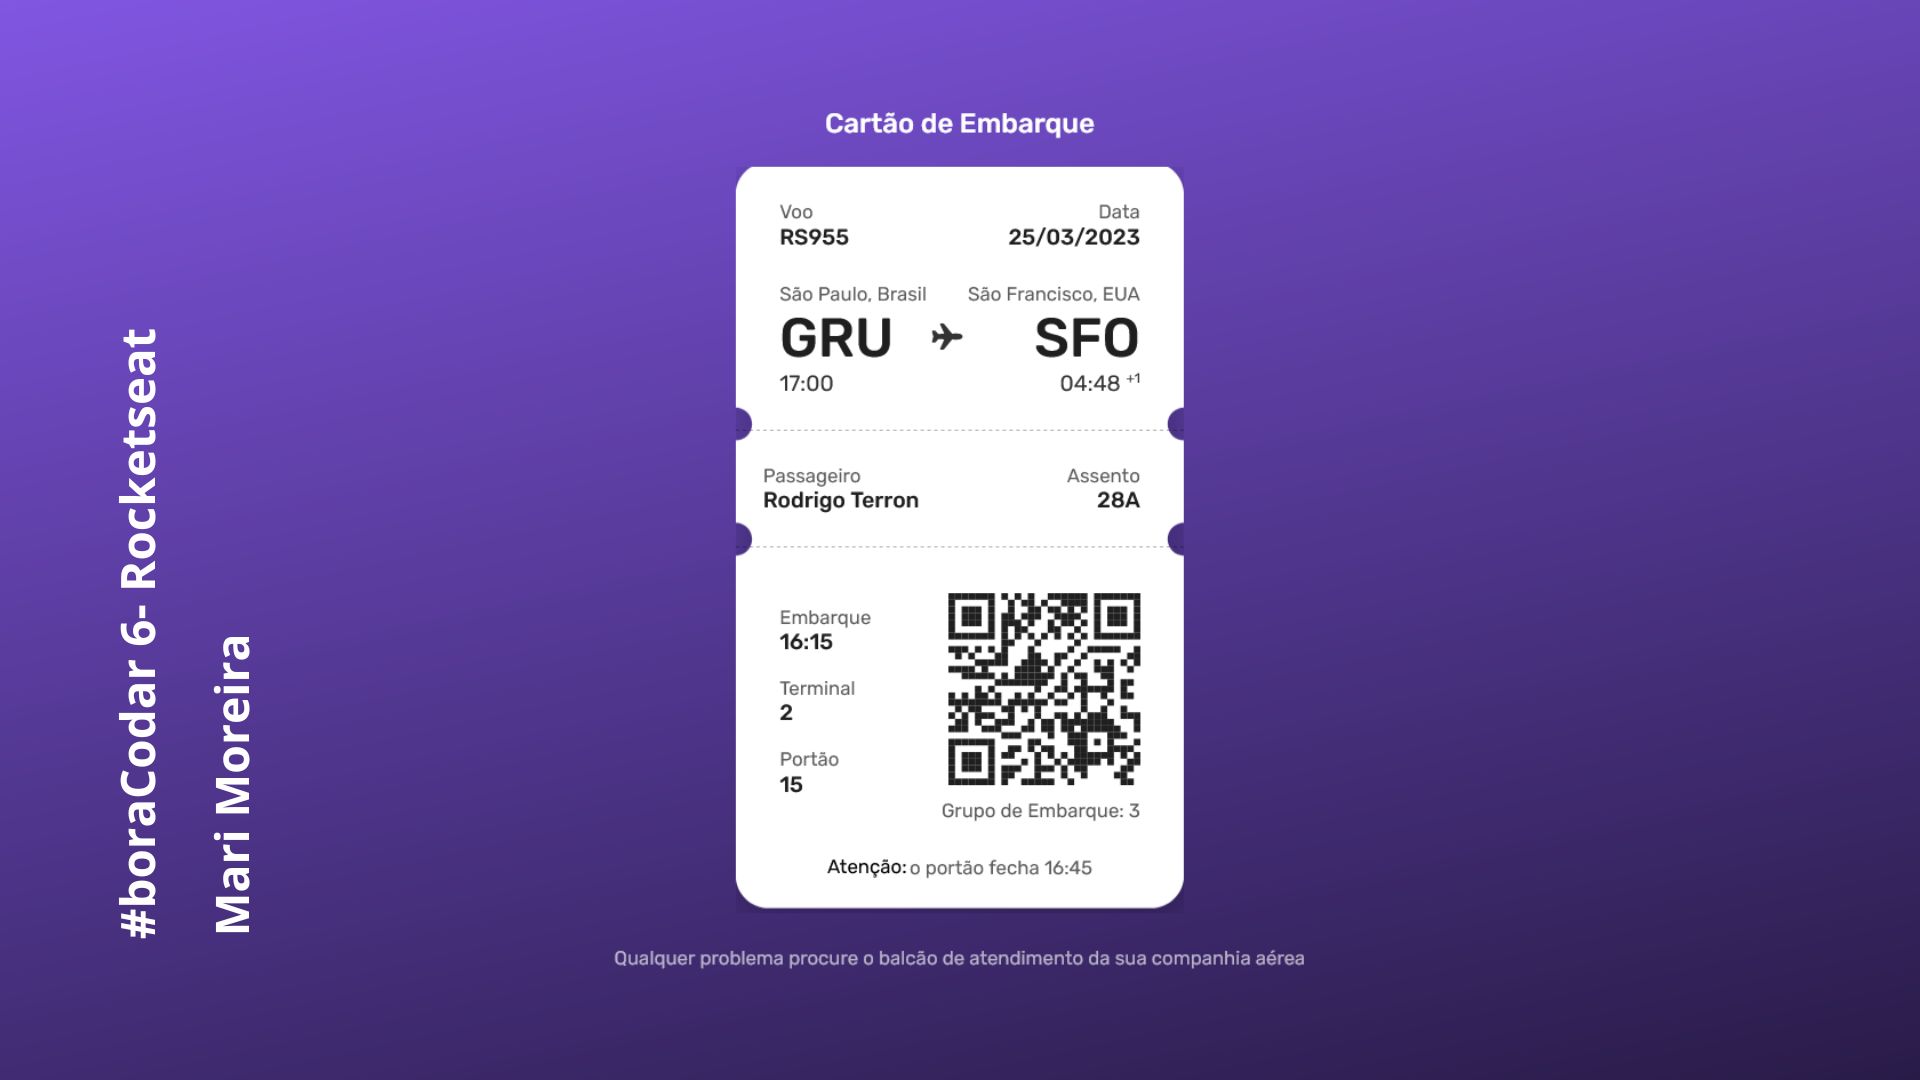 Cartão de Embarque
Voo Data
RS955 25/03/2023
São Paulo, Brasil São Francisco, EUA
GRU SFO
17:00 04:48 +1
Passageiro Assento
Rodrigo Terron 28A
Embarque
16:15
Terminal
2
Portão
15
Grupo de Embarque: 3
Atenção: o portão fecha 16:45
Qualquer problema procure o balcão de atendimento da sua companhia aérea
#boraCodar 6- Rocketseat
Mari Moreira